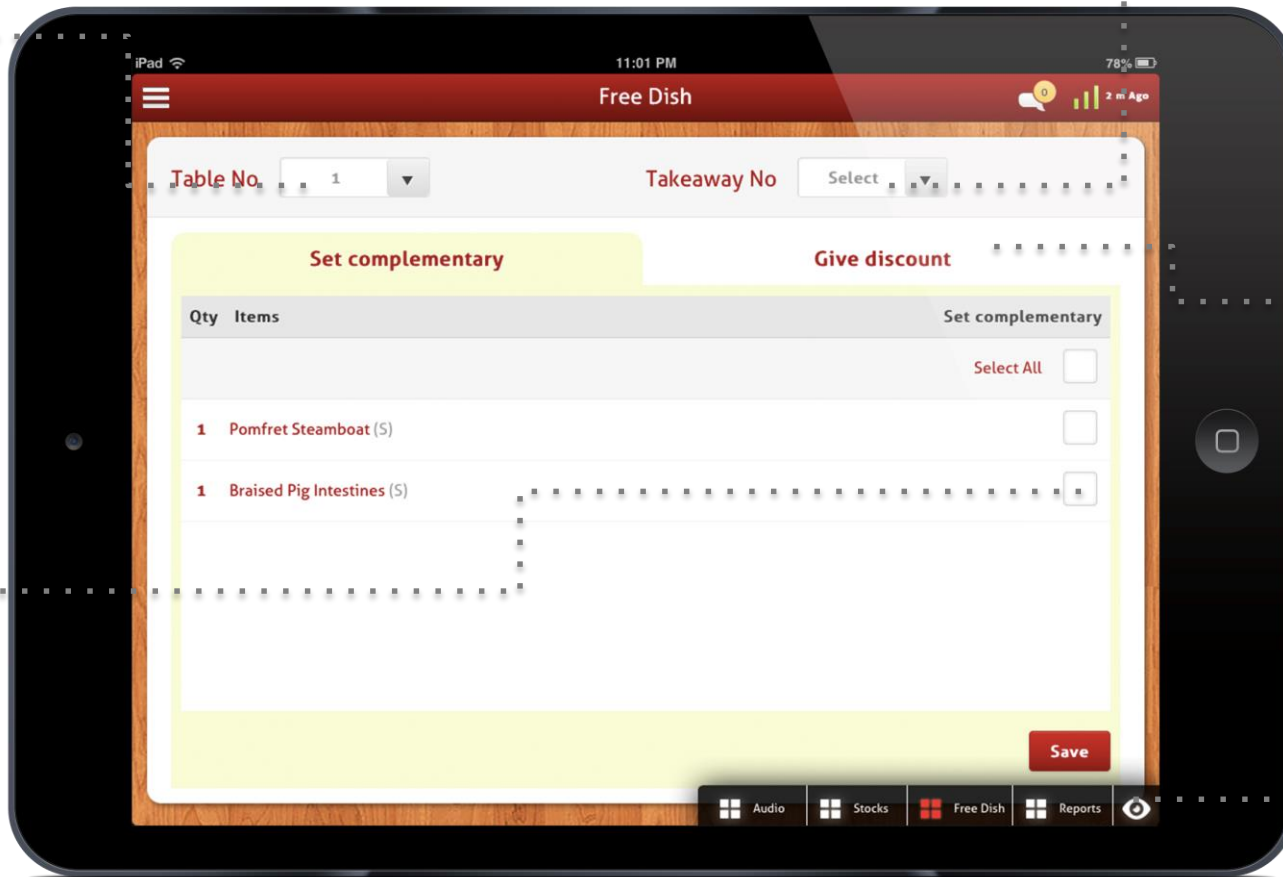 iPad 11:01 PM 78%
Free Dish 0 2 m Ago
Table No 1 Takeaway No Select
Set complementary Give discount
Qty Items Set complementary
Select All
1 Pomfret Steamboat (S)
1 Braised Pig Intestines (S)
Save
Audio Stocks Free Dish Reports